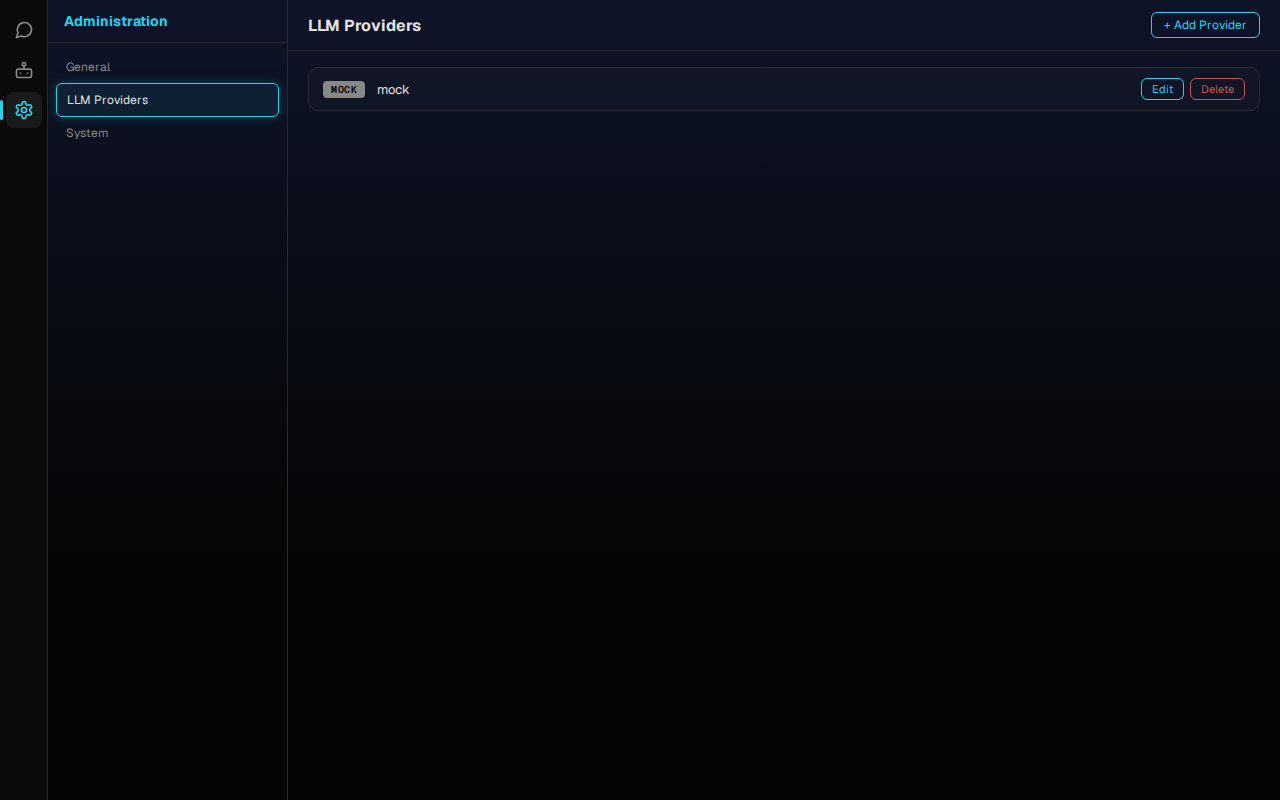 Administration
General
LLM Providers
System
LLM Providers
+ Add Provider
MOCK mock
Edit
Delete